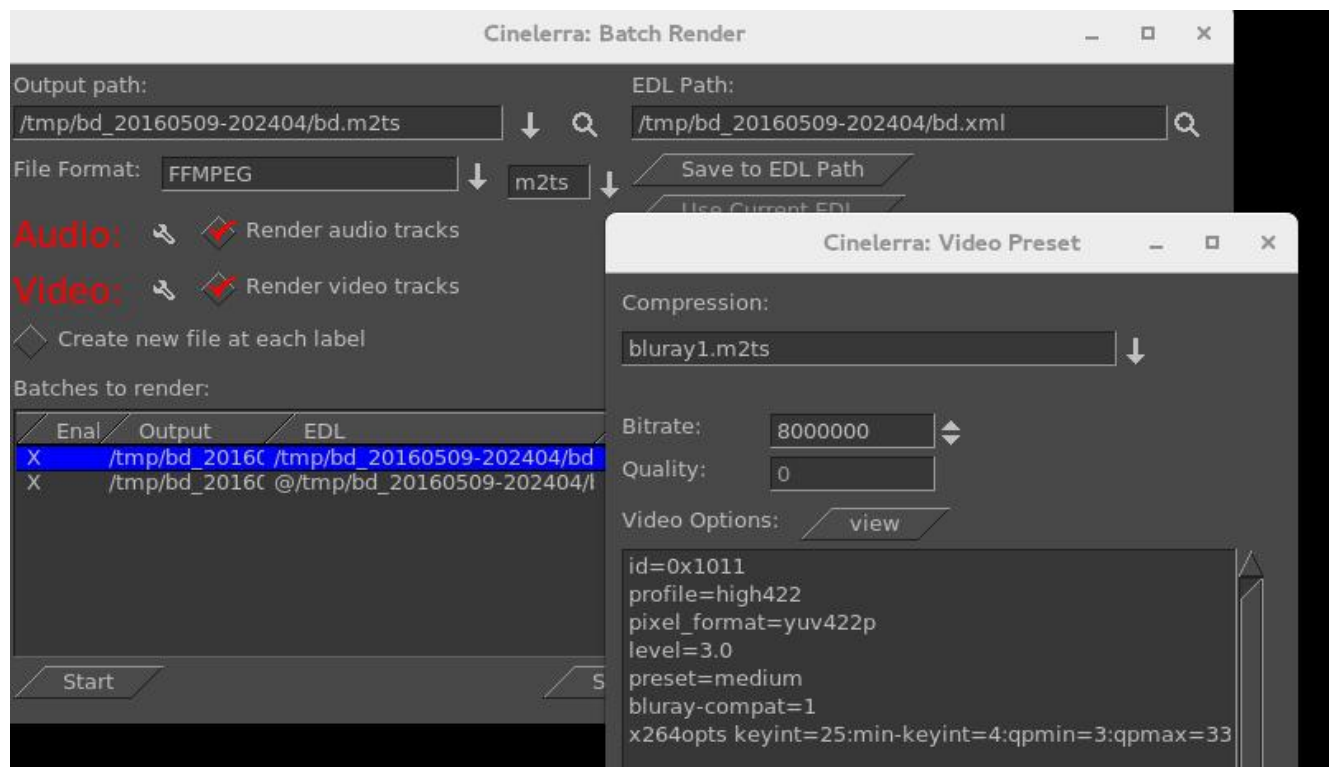 Cinelerra: Batch Render
Output path:
/tmp/bd_20160509-202404/bd.m2ts
EDL Path:
/tmp/bd_20160509-202404/bd.xml
File Format:
FFMPEG
m2ts
Save to EDL Path
Use Current EDL
Audio:
Render audio tracks
Video:
Render video tracks
Create new file at each label
Batches to render:
Enal Output EDL
X /tmp/bd_2016( /tmp/bd_20160509-202404/bd
X /tmp/bd_2016( @/tmp/bd_20160509-202404/
Start
S
Cinelerra: Video Preset
Compression:
bluray1.m2ts
Bitrate:
8000000
Quality:
0
Video Options:
view
id=0x1011
profile=high422
pixel_format=yuv422p
level=3.0
preset=medium
bluray-compat=1
x264opts keyint=25:min-keyint=4:qpmin=3:qpmax=33